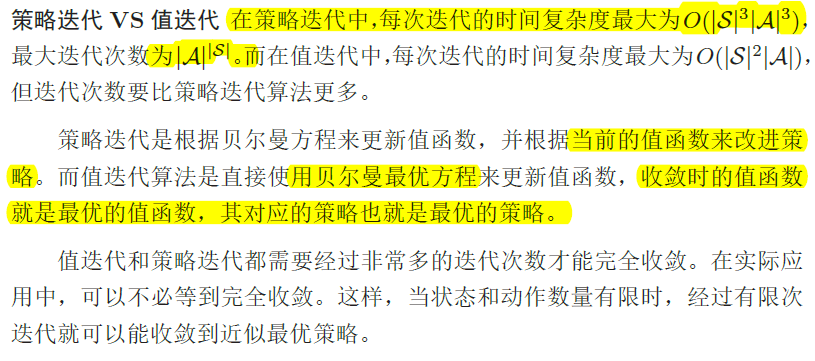 策略迭代 VS 值迭代 在策略迭代中,每次迭代的时间复杂度最大为O(|S|³|A|³),
最大迭代次数为|A|^|S|。而在值迭代中,每次迭代的时间复杂度最大为O(|S|²|A|),
但迭代次数要比策略迭代算法更多。
策略迭代是根据贝尔曼方程来更新值函数，并根据当前的值函数来改进策
略。而值迭代算法是直接使用贝尔曼最优方程来更新值函数，收敛时的值函数
就是最优的值函数，其对应的策略也就是最优的策略。
值迭代和策略迭代都需要经过非常多的迭代次数才能完全收敛。在实际应
用中，可以不必等到完全收敛。这样，当状态和动作数量有限时，经过有限次
迭代就可以能收敛到近似最优策略。